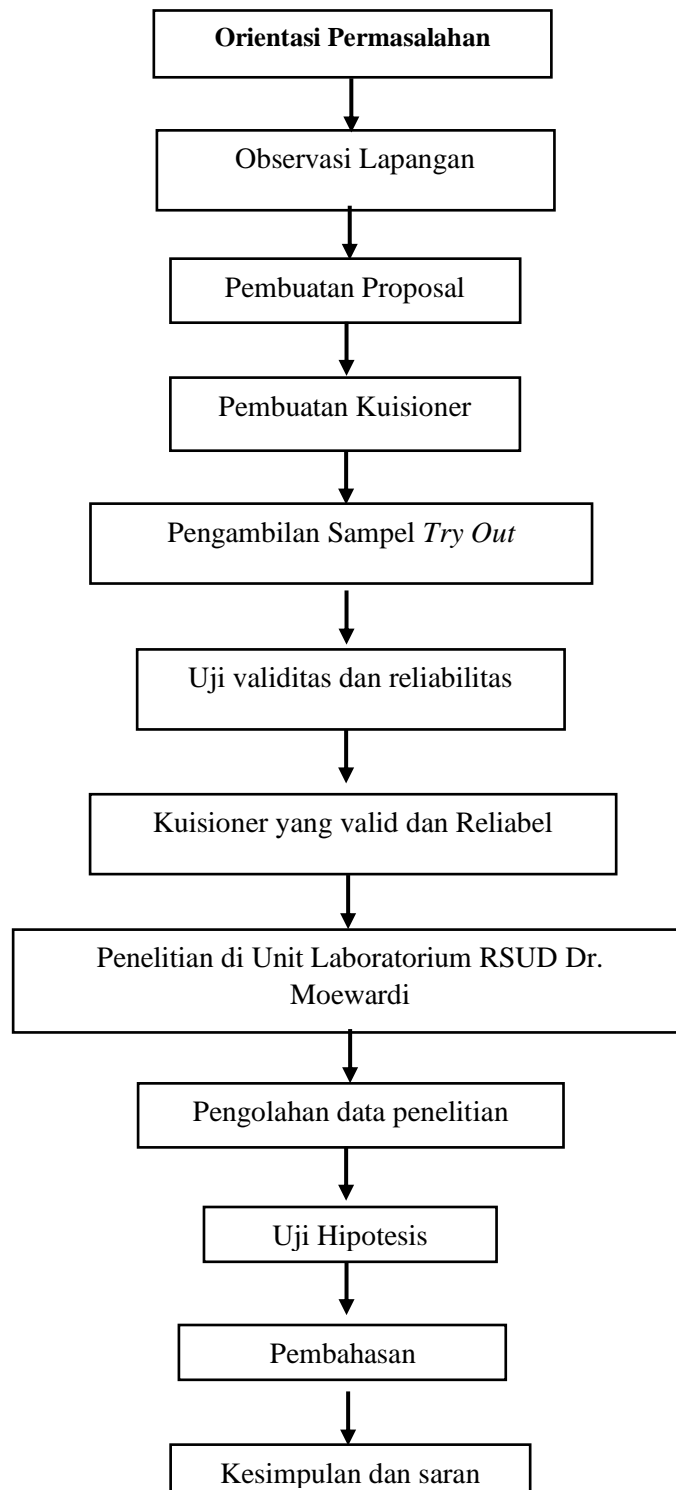 Orientasi Permasalahan
Observasi Lapangan
Pembuatan Proposal
Pembuatan Kuisioner
Pengambilan Sampel Try Out
Uji validitas dan reliabilitas
Kuisioner yang valid dan Reliabel
Penelitian di Unit Laboratorium RSUD Dr.
Moewardi
Pengolahan data penelitian
Uji Hipotesis
Pembahasan
Kesimpulan dan saran